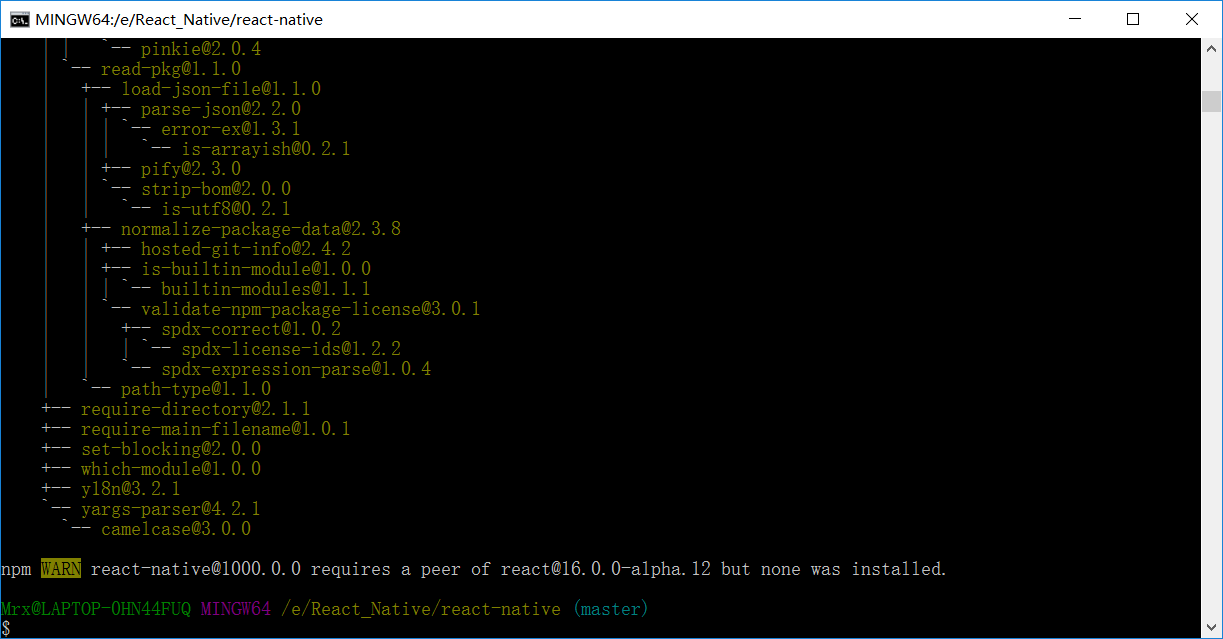 MINGW64:/e/React_Native/react-native
| |   `-- pinkie@2.0.4
| `-- read-pkg@1.1.0
|   +-- load-json-file@1.1.0
|   | +-- parse-json@2.2.0
|   | | `-- error-ex@1.3.1
|   | |   `-- is-arrayish@0.2.1
|   | +-- pify@2.3.0
|   | `-- strip-bom@2.0.0
|   |   `-- is-utf8@0.2.1
|   +-- normalize-package-data@2.3.8
|   | +-- hosted-git-info@2.4.2
|   | +-- is-builtin-module@1.0.0
|   | | `-- builtin-modules@1.1.1
|   | `-- validate-npm-package-license@3.0.1
|   |   +-- spdx-correct@1.0.2
|   |   | `-- spdx-license-ids@1.2.2
|   |   `-- spdx-expression-parse@1.0.4
|   `-- path-type@1.1.0
+-- require-directory@2.1.1
+-- require-main-filename@1.0.1
+-- set-blocking@2.0.0
+-- which-module@1.0.0
+-- y18n@3.2.1
`-- yargs-parser@4.2.1
  `-- camelcase@3.0.0
npm WARN react-native@1000.0.0 requires a peer of react@16.0.0-alpha.12 but none was installed.
Mrx@LAPTOP-0HN44FUQ MINGW64 /e/React_Native/react-native (master)
$